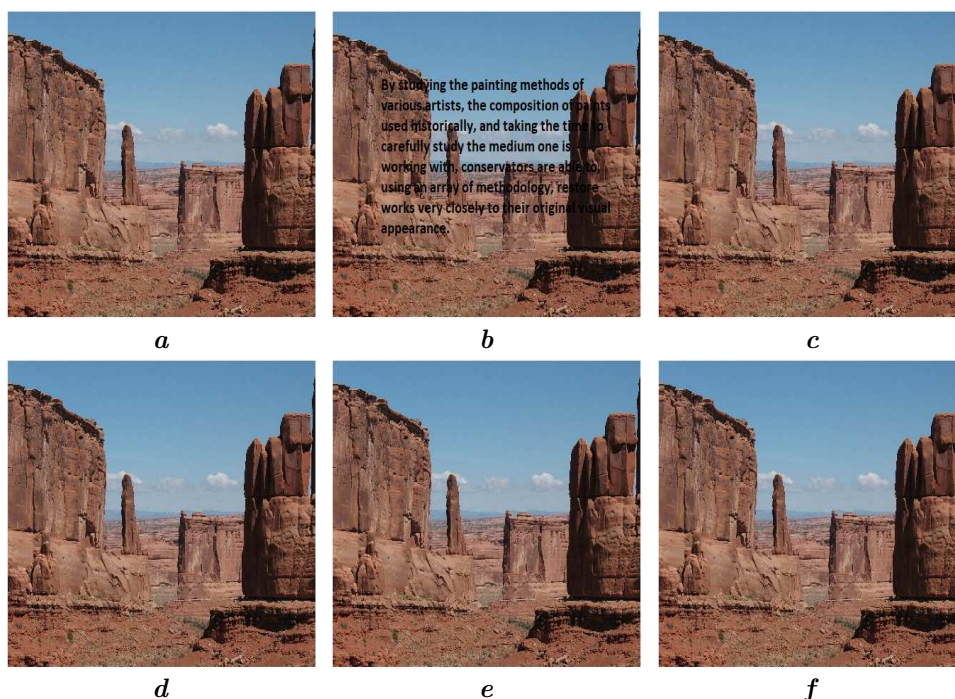 By studying the painting methods of
various artists, the composition of paints
used historically, and taking the time to
carefully study the medium one is
working with, conservators are able to,
using an array of methodology, restore
works very closely to their original visual
appearance.
a
b
c
d
e
f